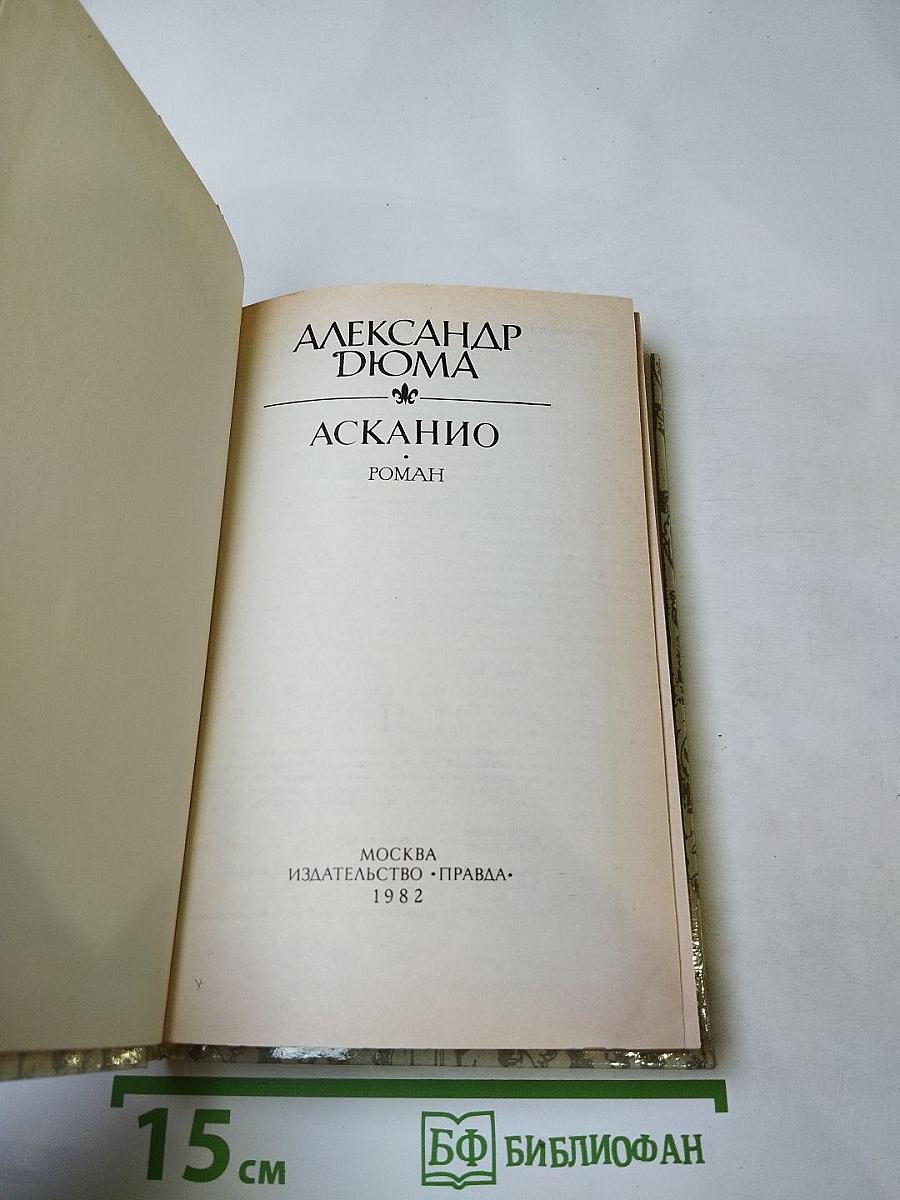 АЛЕКСАНДР
ДЮМА
АСКАНИО
РОМАН
МОСКВА
ИЗДАТЕЛЬСТВО «ПРАВДА»
1982
15 см
БФ БИБЛИОФАН